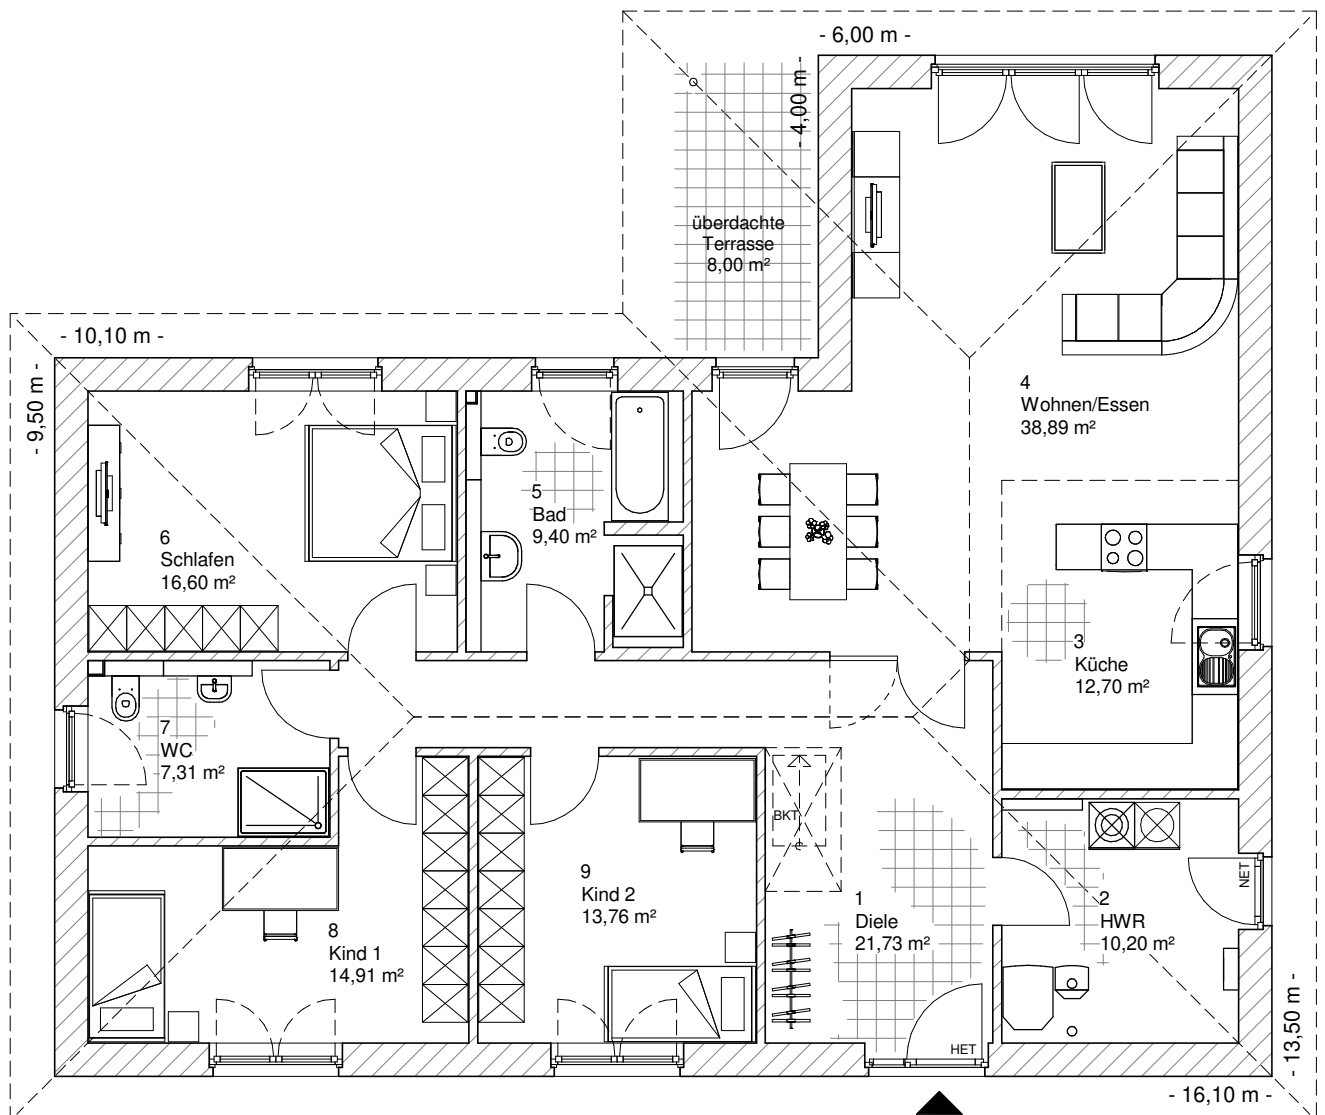 - 6,00 m -
- 4,00 m -
überdachte
Terrasse
8,00 m²
- 10,10 m -
- 9,50 m -
4
Wohnen/Essen
38,89 m²
5
Bad
9,40 m²
6
Schlafen
16,60 m²
3
Küche
12,70 m²
7
WC
7,31 m²
BKT
NET
9
Kind 2
13,76 m²
1
Diele
21,73 m²
2
HWR
10,20 m²
8
Kind 1
14,91 m²
HET
- 13,50 m -
- 16,10 m -